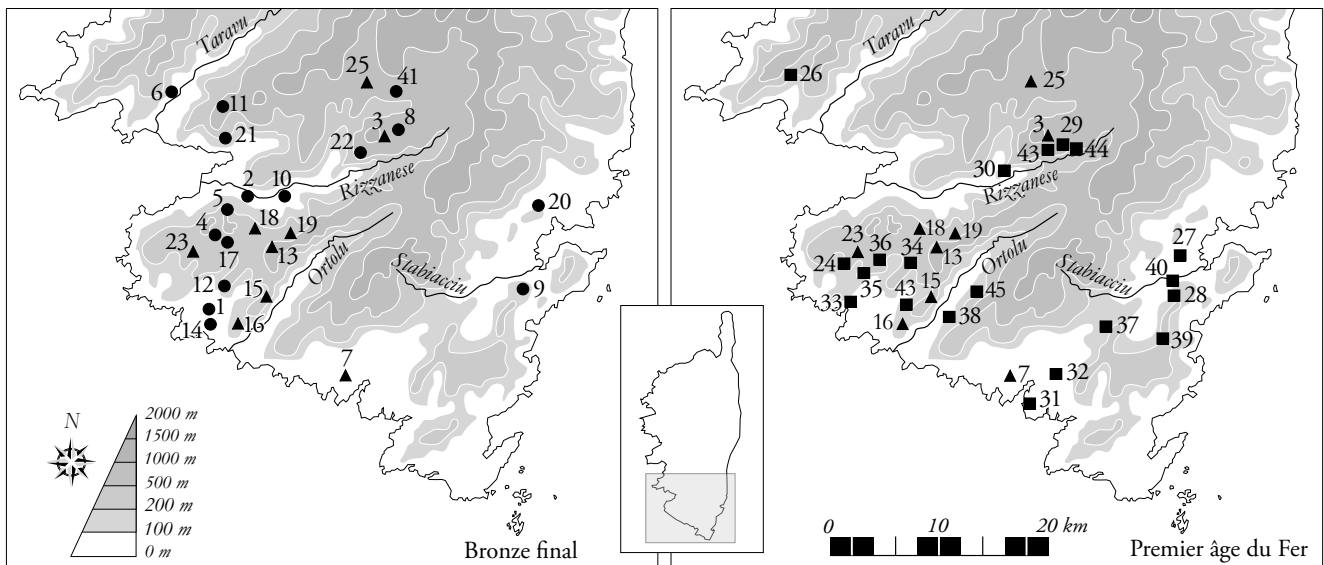 Taravu
25
41
6
11
3
8
21
22
2
10
Rizzanese
5
20
4
18
19
23
17
13
Ortolu
Stabiacciu
12
15
9
1
14
16
7
N
2000 m
1500 m
1000 m
500 m
200 m
100 m
0 m
Bronze final
Taravu
26
25
3
29
43
44
30
Rizzanese
18
19
23
36
34
13
Ortolu
27
24
Stabiacciu
40
35
43
15
45
28
33
16
38
37
39
7
32
31
0
10
20 km
Premier âge du Fer